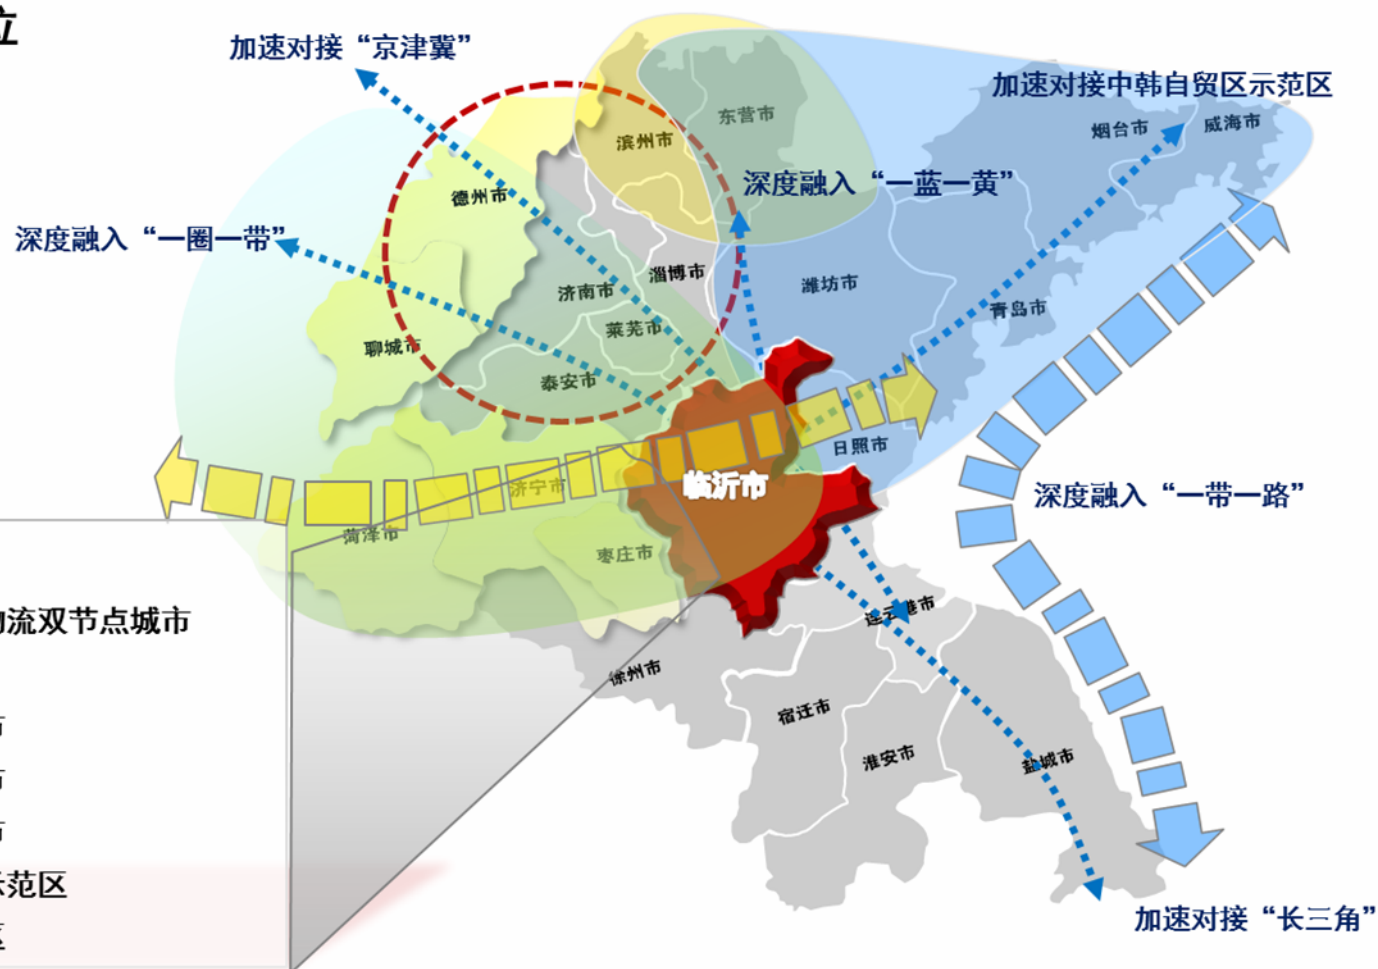 位
加速对接“京津冀”
加速对接中韩自贸区示范区
东营市
烟台市
威海市
滨州市
深度融入“一蓝一黄”
德州市
深度融入“一圈一带”
淄博市
潍坊市
济南市
青岛市
莱芜市
聊城市
泰安市
日照市
临沂市
济宁市
深度融入“一带一路”
菏泽市
枣庄市
连云港市
流双节点城市
徐州市
宿迁市
淮安市
盐城市
范区
加速对接“长三角”